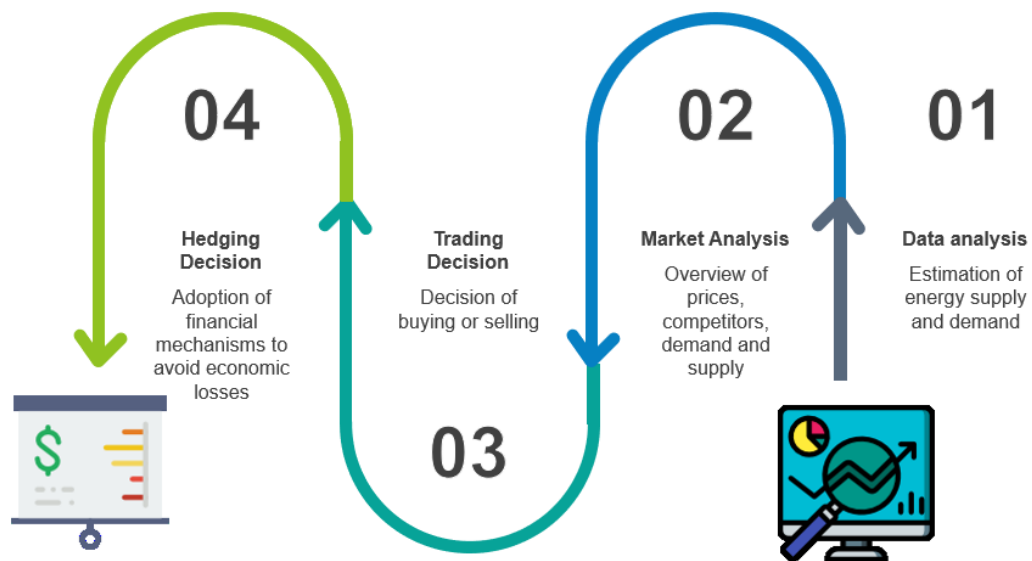 04
Hedging
Decision
Adoption of
financial
mechanisms to
avoid economic
losses
03
Trading
Decision
Decision of
buying or selling
02
Market Analysis
Overview of
prices,
competitors,
demand and
supply
01
Data analysis
Estimation of
energy supply
and demand
$